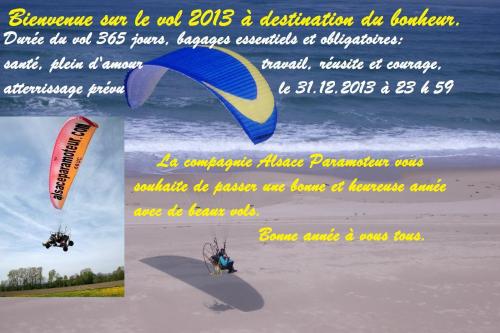 Bienvenue sur le vol 2013 à destination du bonheur.
Durée du vol 365 jours, bagages essentiels et obligatoires:
santé, plein d'amour travail, réusite et courage,
atterrissage prévu le 31.12.2013 à 23 h 59
alsaceparamoteur.com
La compagnie Alsace Paramoteur vous
souhaite de passer une bonne et heureuse année
avec de beaux vols.
Bonne année à vous tous.